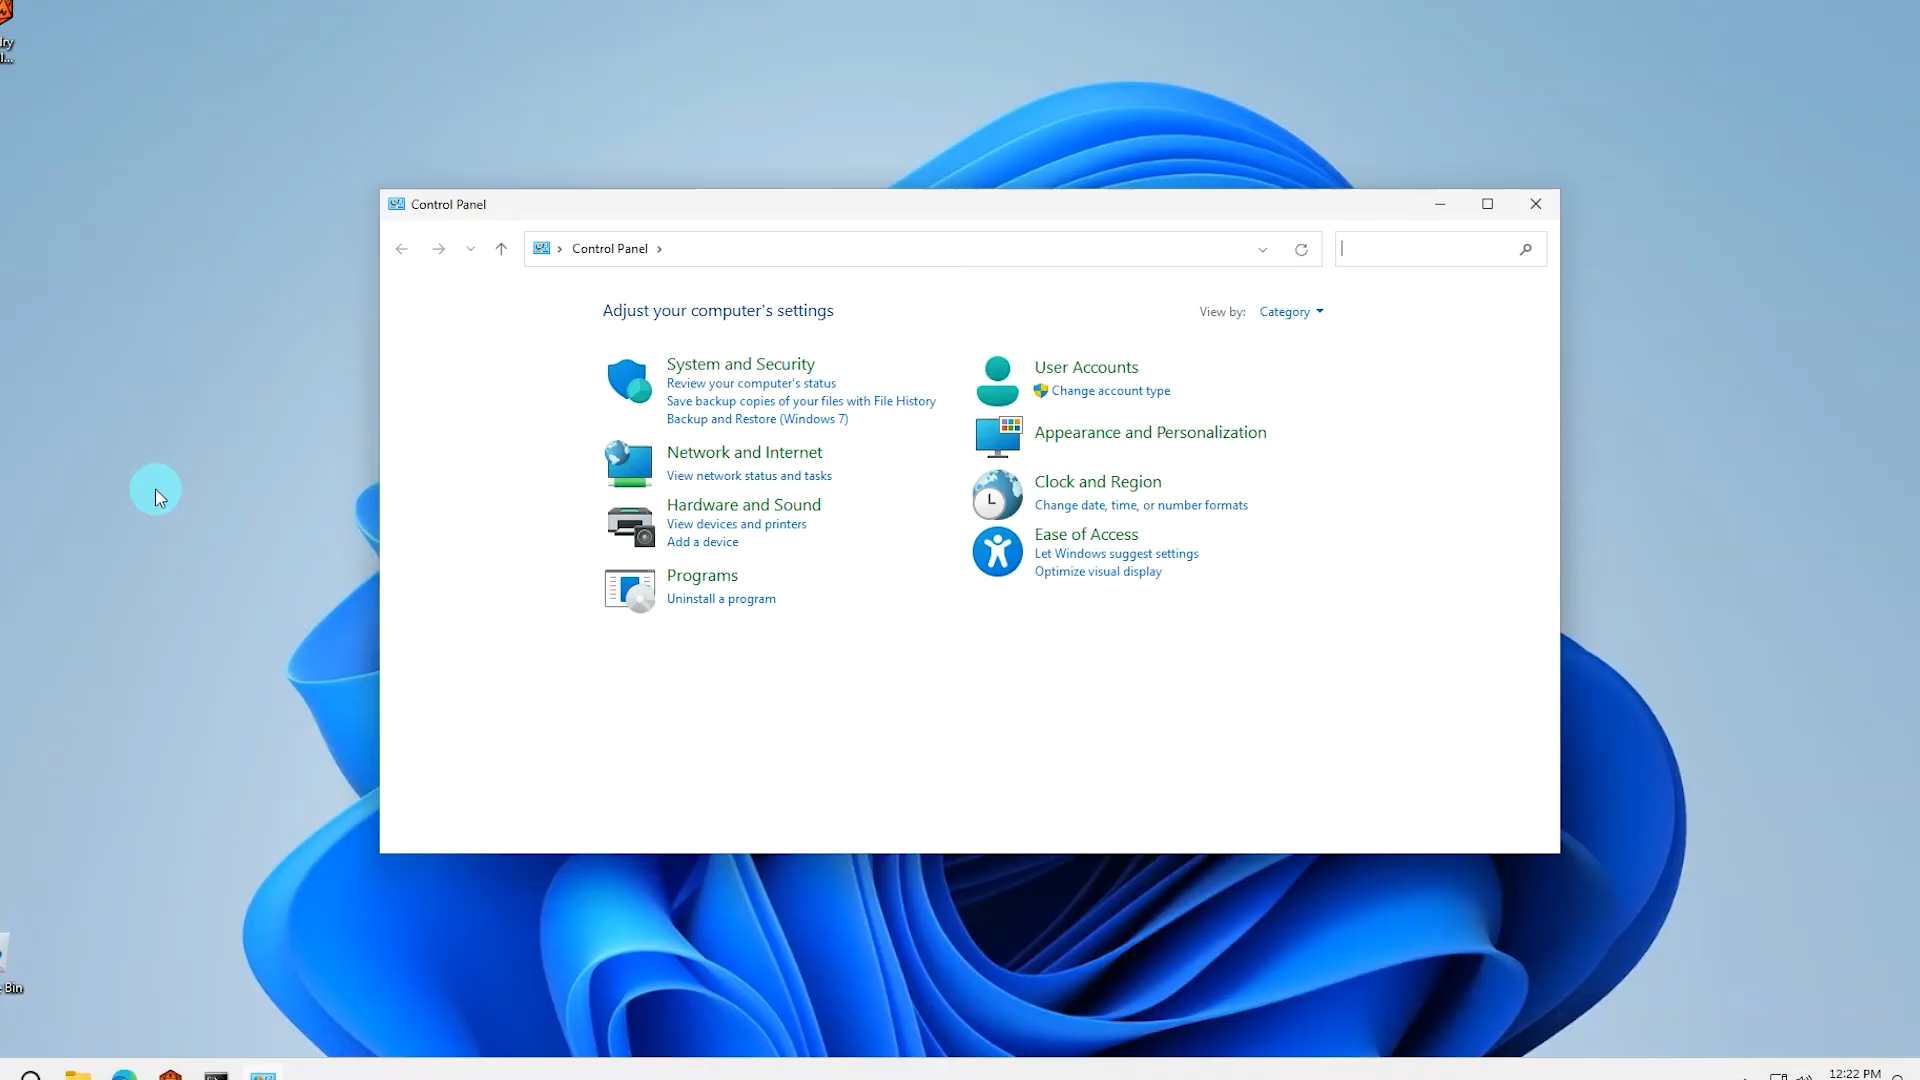 Control Panel
Control Panel
Adjust your computer's settings
View by: Category
System and Security
Review your computer's status
Save backup copies of your files with File History
Backup and Restore (Windows 7)
Network and Internet
View network status and tasks
Hardware and Sound
View devices and printers
Add a device
Programs
Uninstall a program
User Accounts
Change account type
Appearance and Personalization
Clock and Region
Change date, time, or number formats
Ease of Access
Let Windows suggest settings
Optimize visual display
Bin
12:22 PM